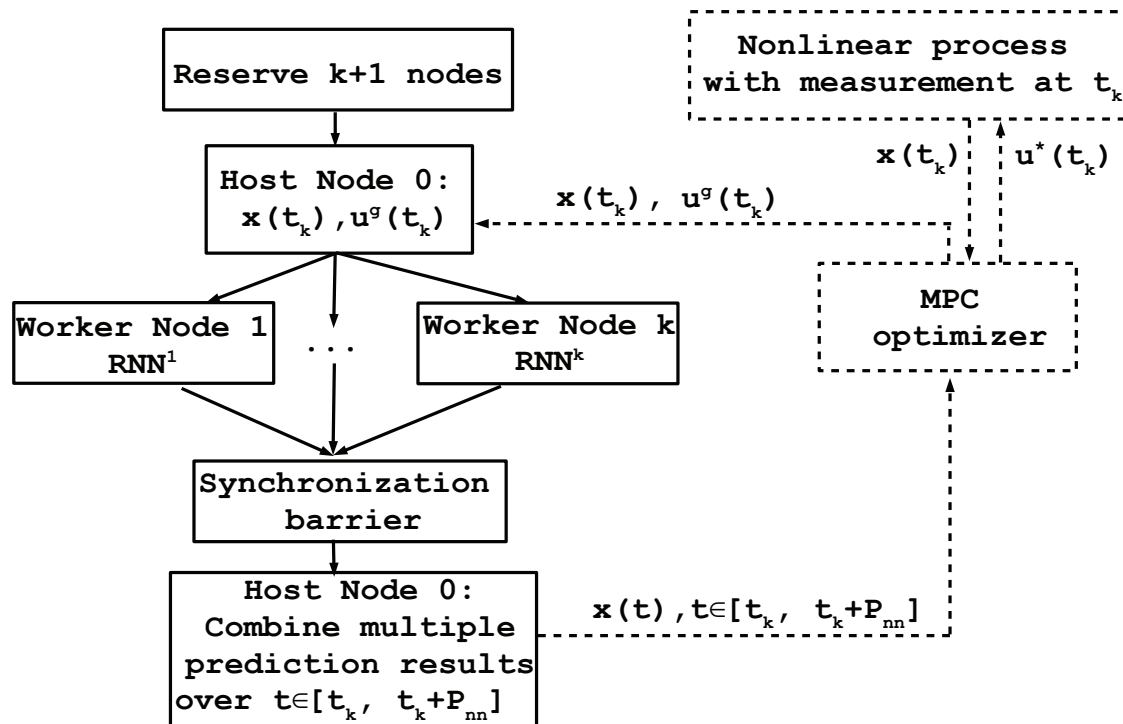 Reserve k+1 nodes
Nonlinear process
with measurement at tₖ
x(tₖ)
u*(tₖ)
Host Node 0:
x(tₖ),uᵍ(tₖ)
x(tₖ), uᵍ(tₖ)
MPC
optimizer
Worker Node 1
RNN¹
...
Worker Node k
RNNᵏ
Synchronization
barrier
Host Node 0:
Combine multiple
prediction results
over t∈[tₖ, tₖ+Pₙₙ]
x(t),t∈[tₖ, tₖ+Pₙₙ]